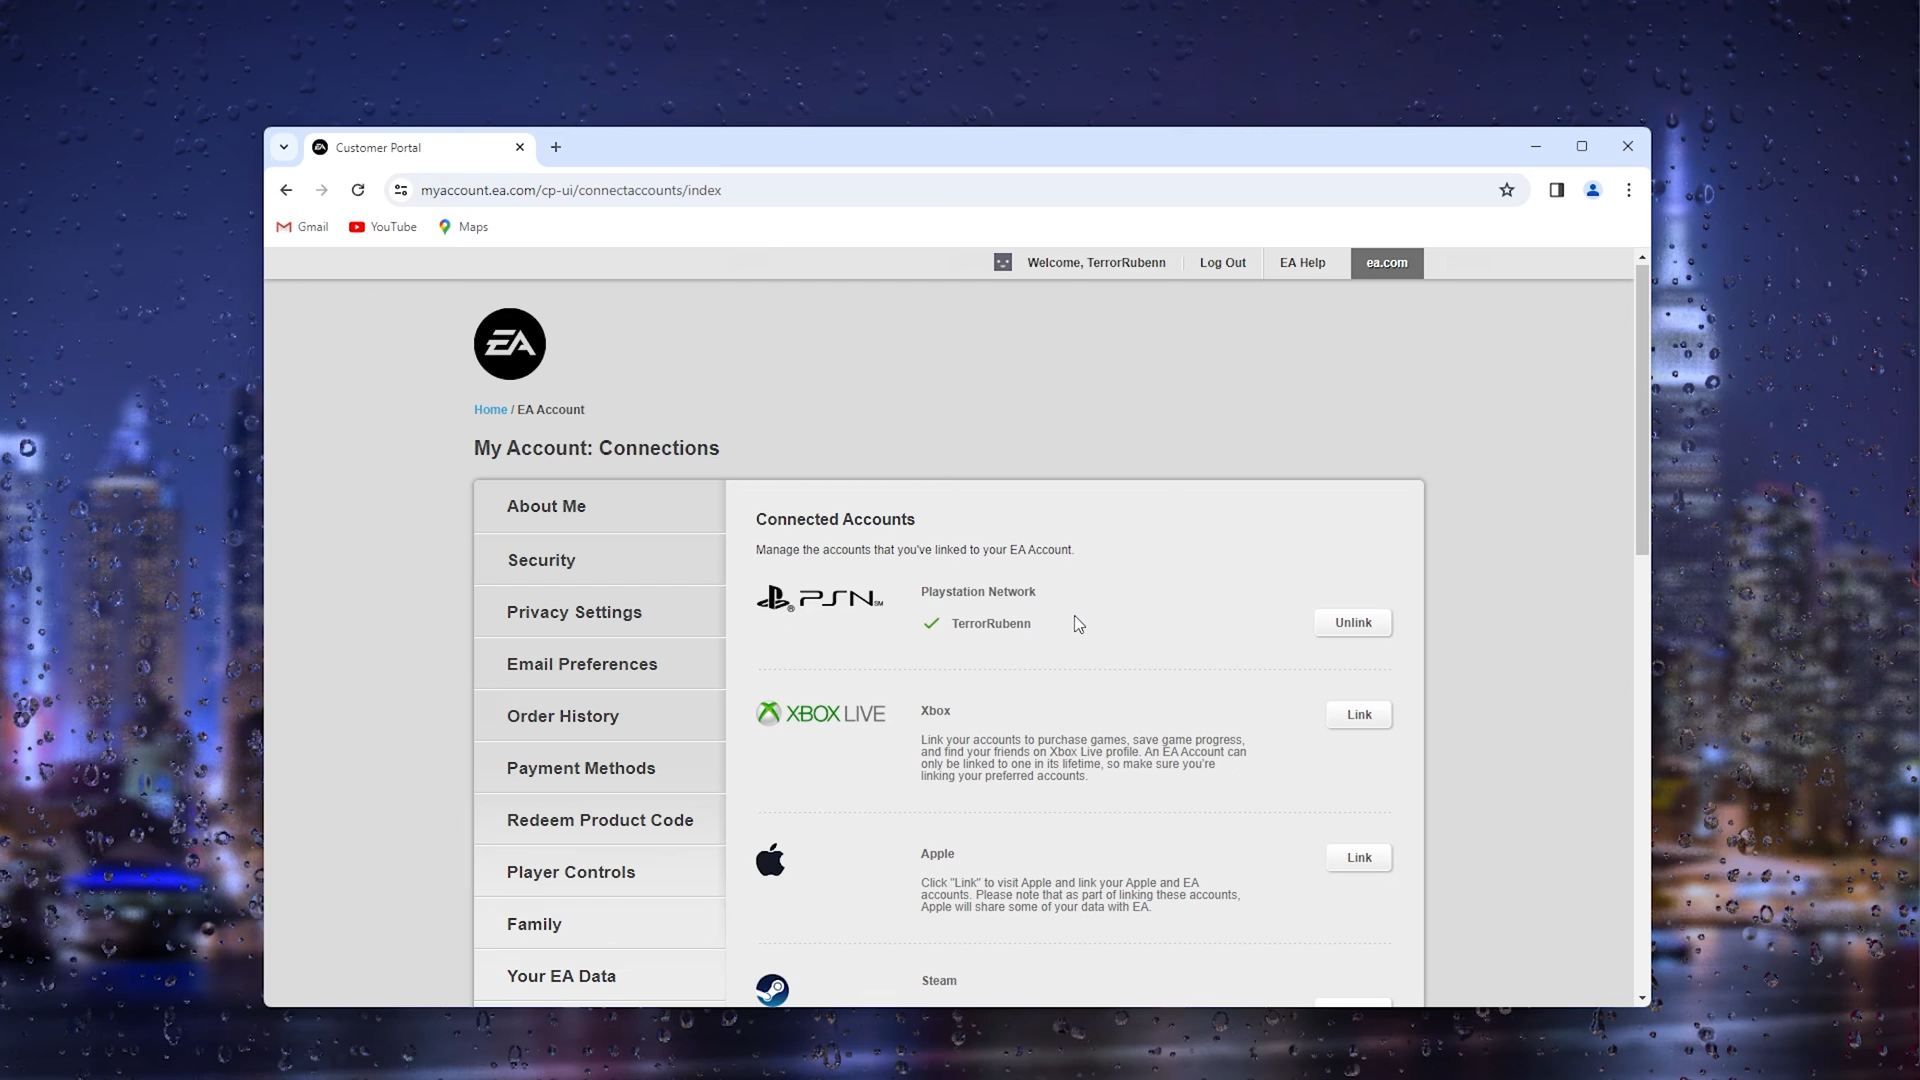 Customer Portal
myaccount.ea.com/cp-ui/connectaccounts/index
Gmail YouTube Maps
Welcome, TerrorRubenn Log Out EA Help ea.com
EA
Home / EA Account
My Account: Connections
About Me
Security
Privacy Settings
Email Preferences
Order History
Payment Methods
Redeem Product Code
Player Controls
Family
Your EA Data
Connected Accounts
Manage the accounts that you've linked to your EA Account.
PSN SM
Playstation Network
TerrorRubenn
Unlink
XBOX LIVE
Xbox
Link
Link your accounts to purchase games, save game progress,
and find your friends on Xbox Live profile. An EA Account can
only be linked to one in its lifetime, so make sure you're
linking your preferred accounts.
Apple
Link
Click "Link" to visit Apple and link your Apple and EA
accounts. Please note that as part of linking these accounts,
Apple will share some of your data with EA.
Steam